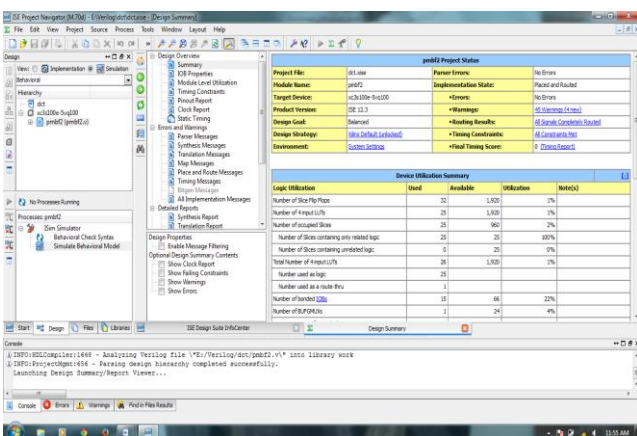 ISE Project Navigator (M.70d) - E:\Verilog\dct\dct.xise - [Design Summary]
File Edit View Project Source Process Tools Window Layout Help
Design
View: Implementation Simulation
Behavioral
Hierarchy
dct
xc3s100e-5vq100
pmbf2 (pmbf2.v)
No Processes Running
Processes: pmbf2
ISim Simulator
Behavioral Check Syntax
Simulate Behavioral Model
Start Design Files Libraries
Design Overview
Summary
IOB Properties
Module Level Utilization
Timing Constraints
Pinout Report
Clock Report
Static Timing
Errors and Warnings
Parser Messages
Synthesis Messages
Translation Messages
Map Messages
Place and Route Messages
Timing Messages
Bitgen Messages
All Implementation Messages
Detailed Reports
Synthesis Report
Translation Report
Design Properties
Enable Message Filtering
Optional Design Summary Contents
Show Clock Report
Show Failing Constraints
Show Warnings
Show Errors
ISE Design Suite InfoCenter
Design Summary
pmbf2 Project Status
Project File: dct.xise Parser Errors: No Errors
Module Name: pmbf2 Implementation State: Placed and Routed
Target Device: xc3s100e-5vq100 •Errors: No Errors
Product Version: ISE 12.3 •Warnings: 45 Warnings (4 new)
Design Goal: Balanced •Routing Results: All Signals Completely Routed
Design Strategy: Xilinx Default (unlocked) •Timing Constraints: All Constraints Met
Environment: System Settings •Final Timing Score: 0 (Timing Report)
Device Utilization Summary [-]
Logic Utilization Used Available Utilization Note(s)
Number of Slice Flip Flops 32 1,920 1%
Number of 4 input LUTs 25 1,920 1%
Number of occupied Slices 25 960 2%
Number of Slices containing only related logic 25 25 100%
Number of Slices containing unrelated logic 0 25 0%
Total Number of 4 input LUTs 26 1,920 1%
Number used as logic 25
Number used as a route-thru 1
Number of bonded IOBs 15 66 22%
Number of BUFGMUXs 1 24 4%
Console
INFO:HDLCompiler:1668 - Analyzing Verilog file \"E:/Verilog/dct/pmbf2.v\" into library work
INFO:ProjectMgmt:656 - Parsing design hierarchy completed successfully.
Launching Design Summary/Report Viewer...
Console Errors Warnings Find in Files Results
11:55 AM